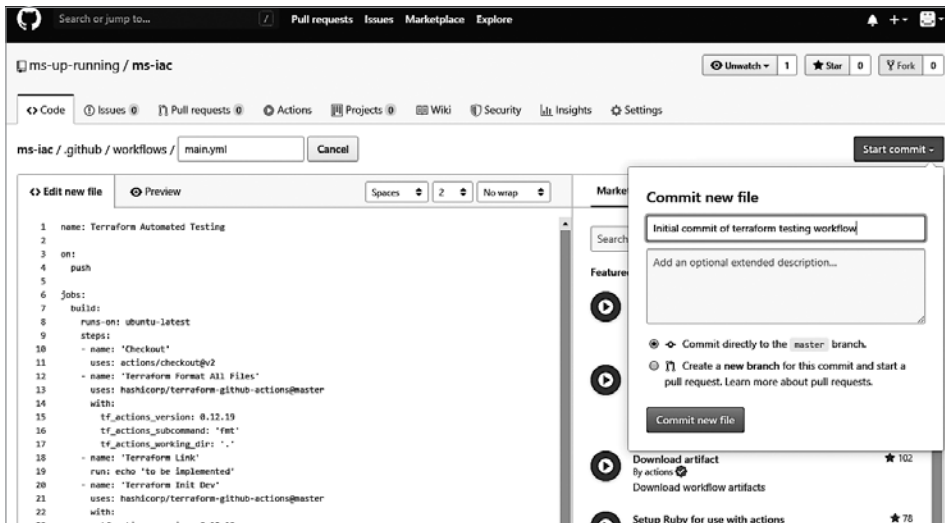 Search or jump to... /
Pull requests Issues Marketplace Explore
ms-up-running / ms-iac
Unwatch 1 Star 0 Fork 0
Code Issues 0 Pull requests 0 Actions Projects 0 Wiki Security Insights Settings
ms-iac / .github / workflows / main.yml Cancel
Start commit
Edit new file Preview Spaces 2 No wrap
1 name: Terraform Automated Testing
2
3 on:
4 push
5
6 jobs:
7 build:
8 runs-on: ubuntu-latest
9 steps:
10 - name: 'Checkout'
11 uses: actions/checkout@v2
12 - name: 'Terraform Format All Files'
13 uses: hashicorp/terraform-github-actions@master
14 with:
15 tf_actions_version: 0.12.19
16 tf_actions_subcommand: 'fmt'
17 tf_actions_working_dir: '.'
18 - name: 'Terraform Link'
19 run: echo 'to be implemented'
20 - name: 'Terraform Init Dev'
21 uses: hashicorp/terraform-github-actions@master
22 with:
Marke
Search
Feature
Commit new file
Initial commit of terraform testing workflow
Add an optional extended description...
Commit directly to the master branch.
Create a new branch for this commit and start a
pull request. Learn more about pull requests.
Commit new file
Download artifact 102
By actions
Download workflow artifacts
Setup Ruby for use with actions 78